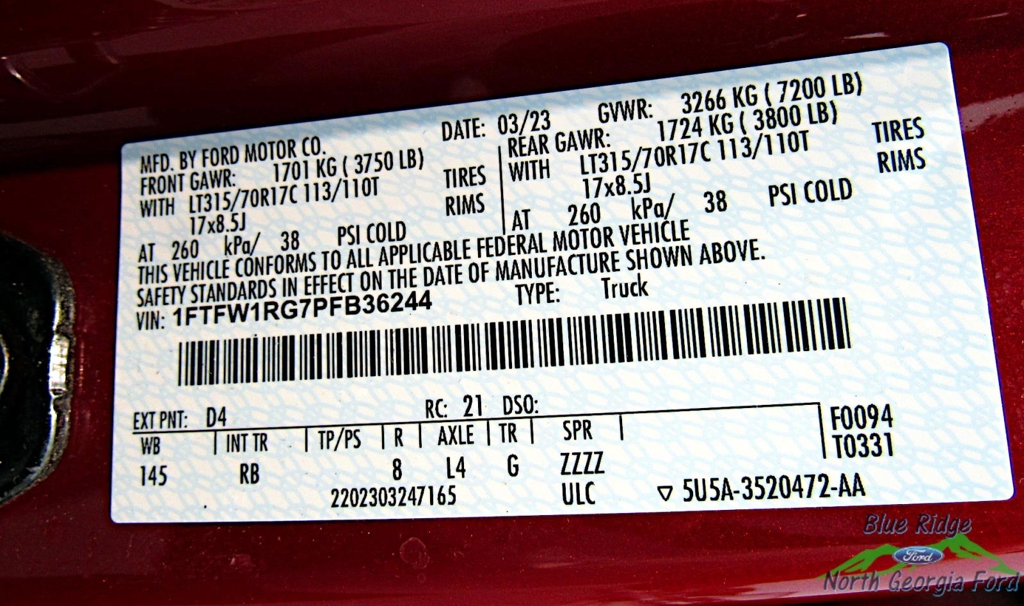 MFD. BY FORD MOTOR CO. DATE: 03/23 GVWR: 3266 KG ( 7200 LB)
FRONT GAWR: 1701 KG ( 3750 LB)
WITH LT315/70R17C 113/110T TIRES
17x8.5J RIMS
AT 260 kPa/ 38 PSI COLD
REAR GAWR: 1724 KG ( 3800 LB)
WITH LT315/70R17C 113/110T TIRES
17x8.5J RIMS
AT 260 kPa/ 38 PSI COLD
THIS VEHICLE CONFORMS TO ALL APPLICABLE FEDERAL MOTOR VEHICLE
SAFETY STANDARDS IN EFFECT ON THE DATE OF MANUFACTURE SHOWN ABOVE.
VIN: 1FTFW1RG7PFB36244 TYPE: Truck
EXT PNT: D4 RC: 21 DSO:
WB INT TR TP/PS R AXLE TR SPR F0094
145 RB 8 L4 G ZZZZ T0331
2202303247165 ULC ▽ 5U5A-3520472-AA
Blue Ridge
Ford
North Georgia Ford